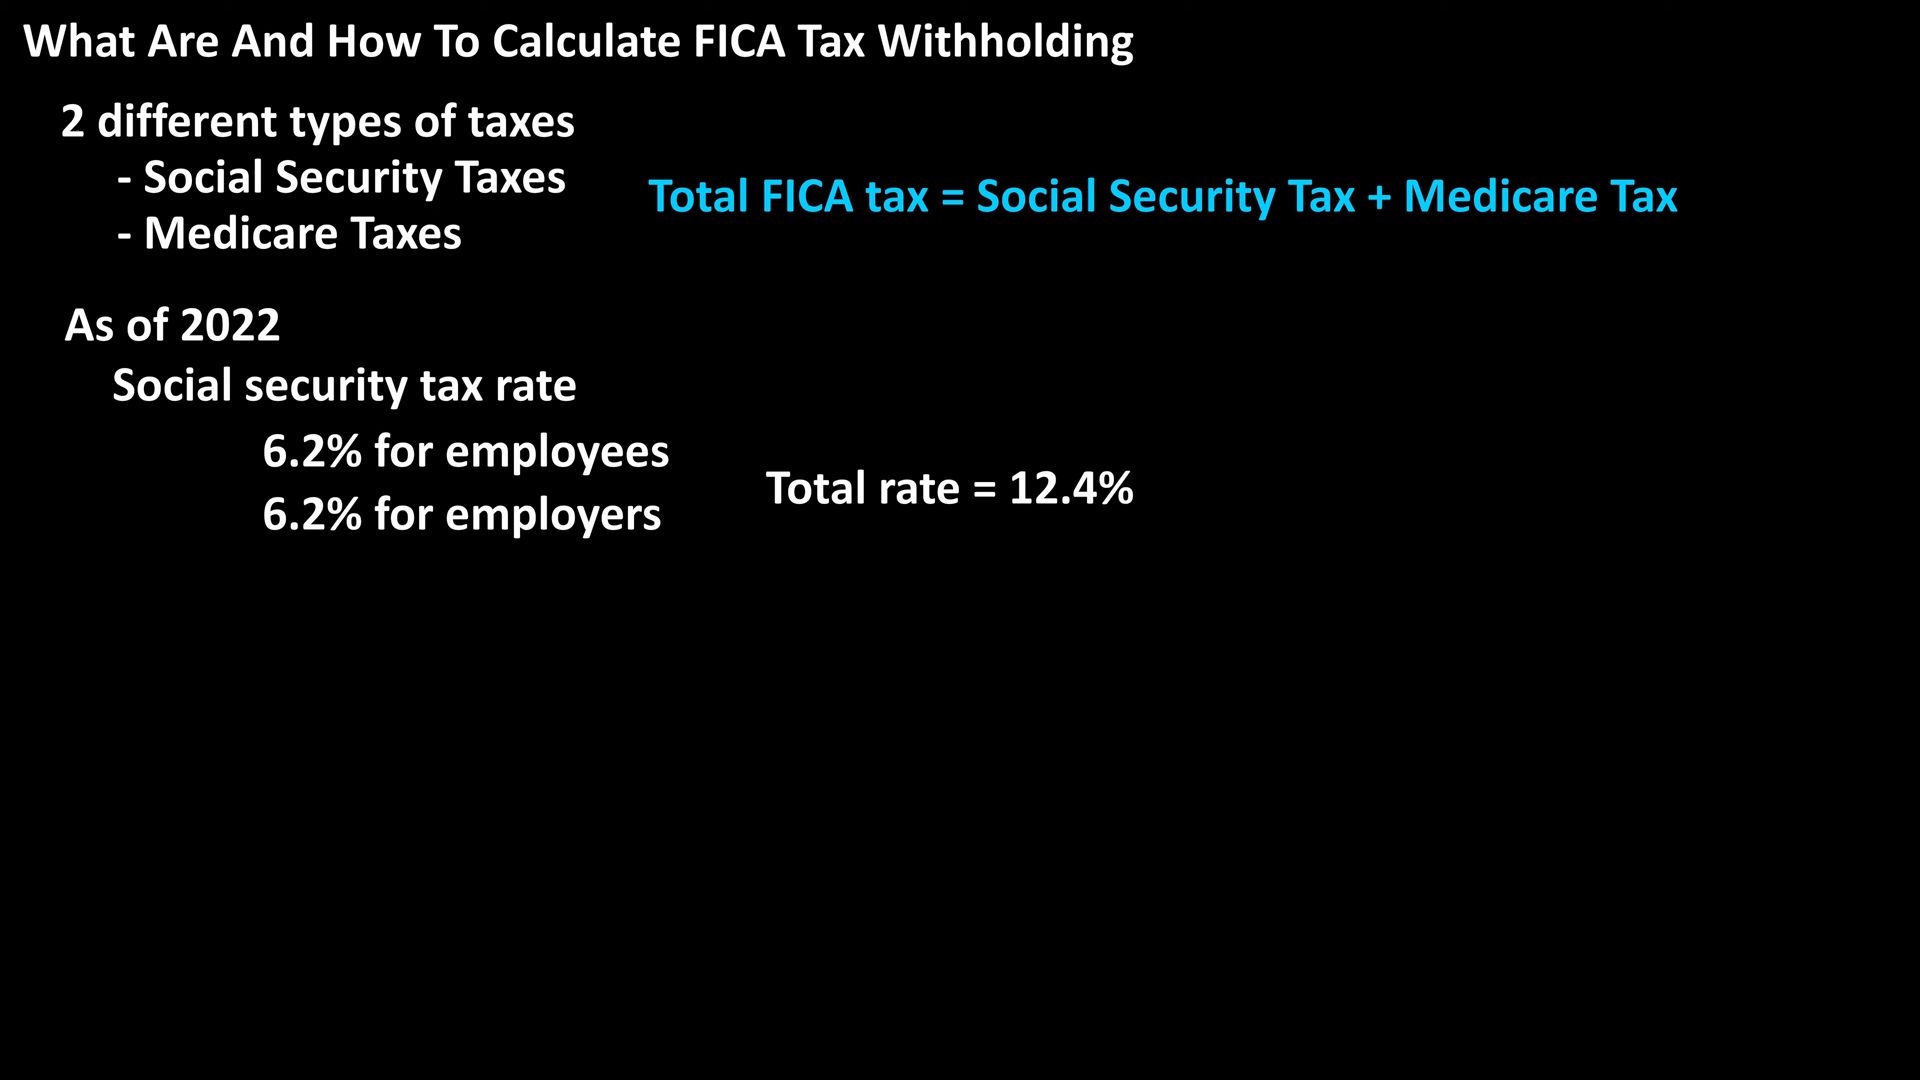 What Are And How To Calculate FICA Tax Withholding
2 different types of taxes
- Social Security Taxes
- Medicare Taxes
Total FICA tax = Social Security Tax + Medicare Tax
As of 2022
Social security tax rate
6.2% for employees
6.2% for employers
Total rate = 12.4%